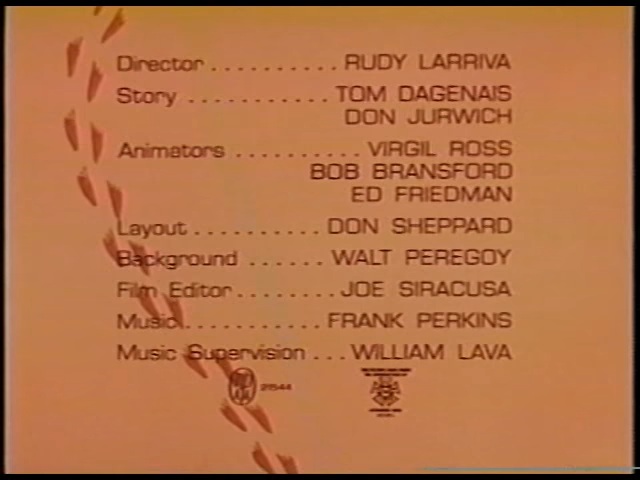 Director . . . . . . . . . . RUDY LARRIVA
Story . . . . . . . . . . . TOM DAGENAIS
DON JURWICH
Animators . . . . . . . . . . VIRGIL ROSS
BOB BRANSFORD
ED FRIEDMAN
Layout . . . . . . . . . . DON SHEPPARD
Background . . . . . . WALT PEREGOY
Film Editor . . . . . . . . JOE SIRACUSA
Music . . . . . . . . . . . FRANK PERKINS
Music Supervision . . . WILLIAM LAVA
21544